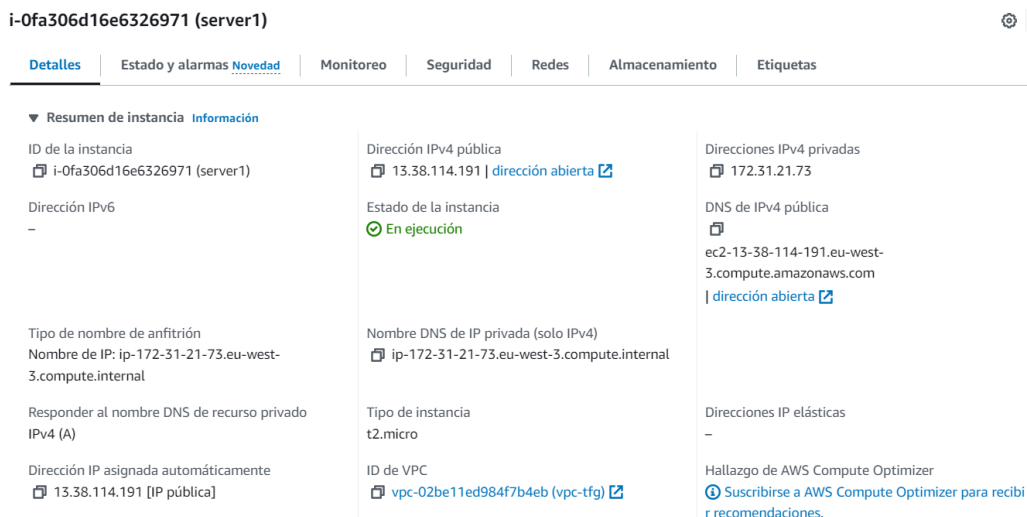 i-0fa306d16e6326971 (server1)
Detalles
Estado y alarmas Novedad
Monitoreo
Seguridad
Redes
Almacenamiento
Etiquetas
Resumen de instancia Información
ID de la instancia
i-0fa306d16e6326971 (server1)
Dirección IPv4 pública
13.38.114.191 | dirección abierta
Direcciones IPv4 privadas
172.31.21.73
Dirección IPv6
–
Estado de la instancia
En ejecución
DNS de IPv4 pública
ec2-13-38-114-191.eu-west-
3.compute.amazonaws.com
| dirección abierta
Tipo de nombre de anfitrión
Nombre de IP: ip-172-31-21-73.eu-west-
3.compute.internal
Nombre DNS de IP privada (solo IPv4)
ip-172-31-21-73.eu-west-3.compute.internal
Responder al nombre DNS de recurso privado
IPv4 (A)
Tipo de instancia
t2.micro
Direcciones IP elásticas
–
Dirección IP asignada automáticamente
13.38.114.191 [IP pública]
ID de VPC
vpc-02be11ed984f7b4eb (vpc-tfg)
Hallazgo de AWS Compute Optimizer
Suscribirse a AWS Compute Optimizer para recibi
r recomendaciones.